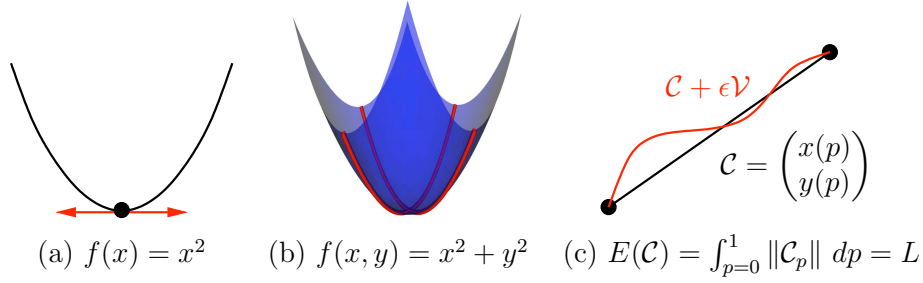 C + ϵV
C = ( x(p)
y(p) )
(a) f(x) = x²
(b) f(x, y) = x² + y²
(c) E(C) = ∫¹ₚ₌₀ ‖Cₚ‖ dp = L